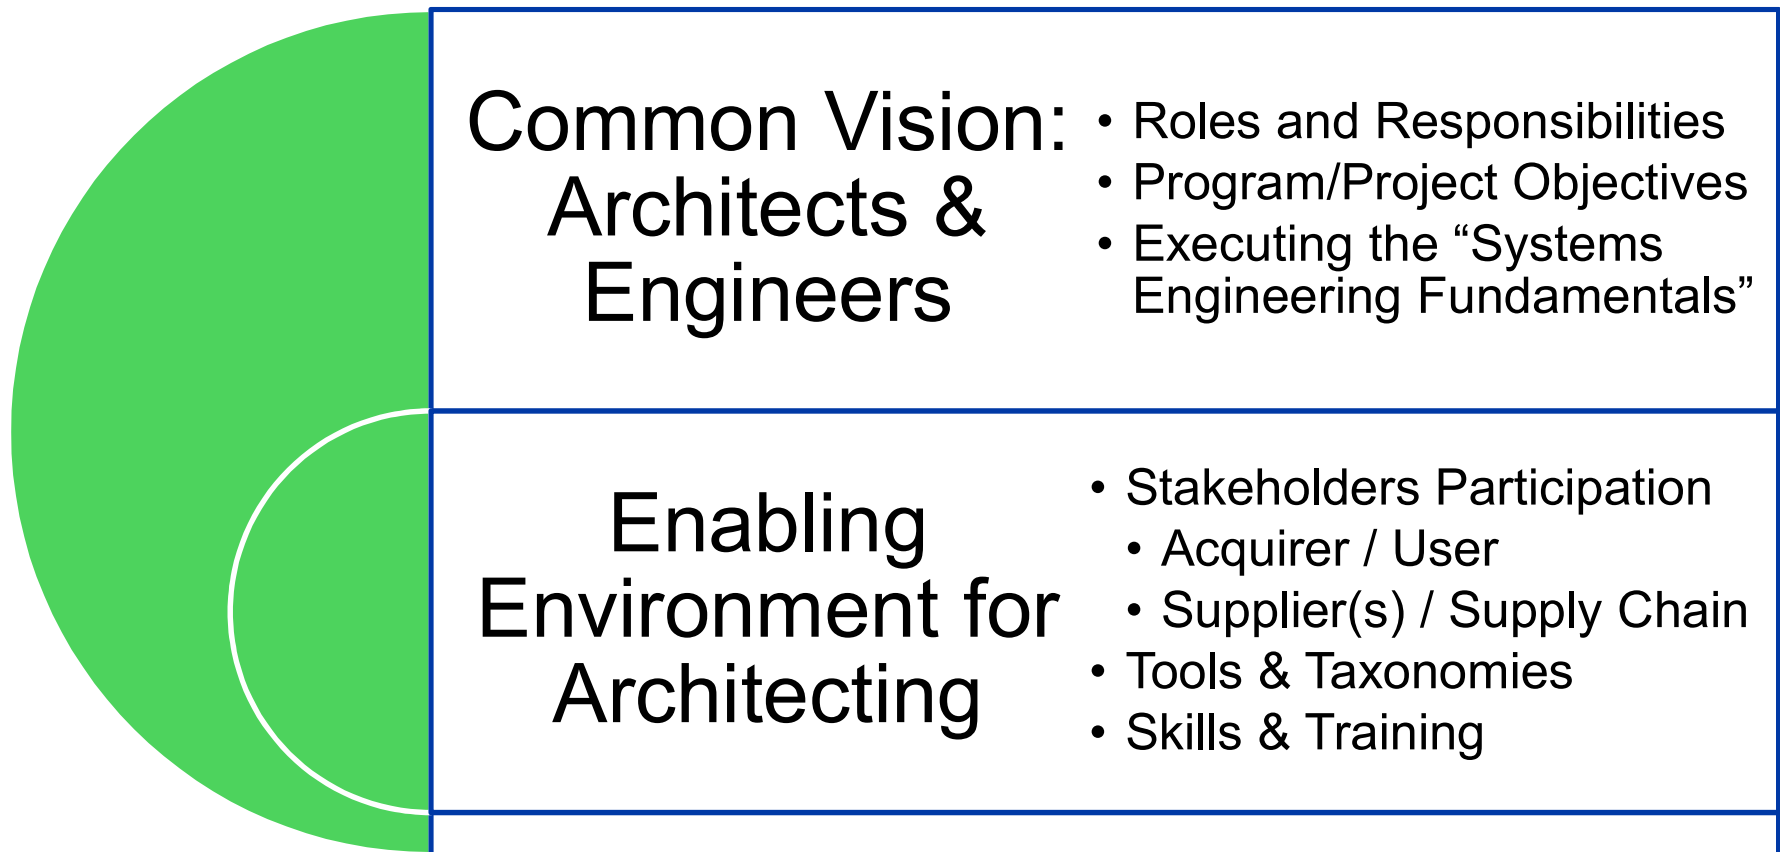 Common Vision:
Architects &
Engineers
• Roles and Responsibilities
• Program/Project Objectives
• Executing the “Systems
Engineering Fundamentals”
Enabling
Environment for
Architecting
• Stakeholders Participation
• Acquirer / User
• Supplier(s) / Supply Chain
• Tools & Taxonomies
• Skills & Training